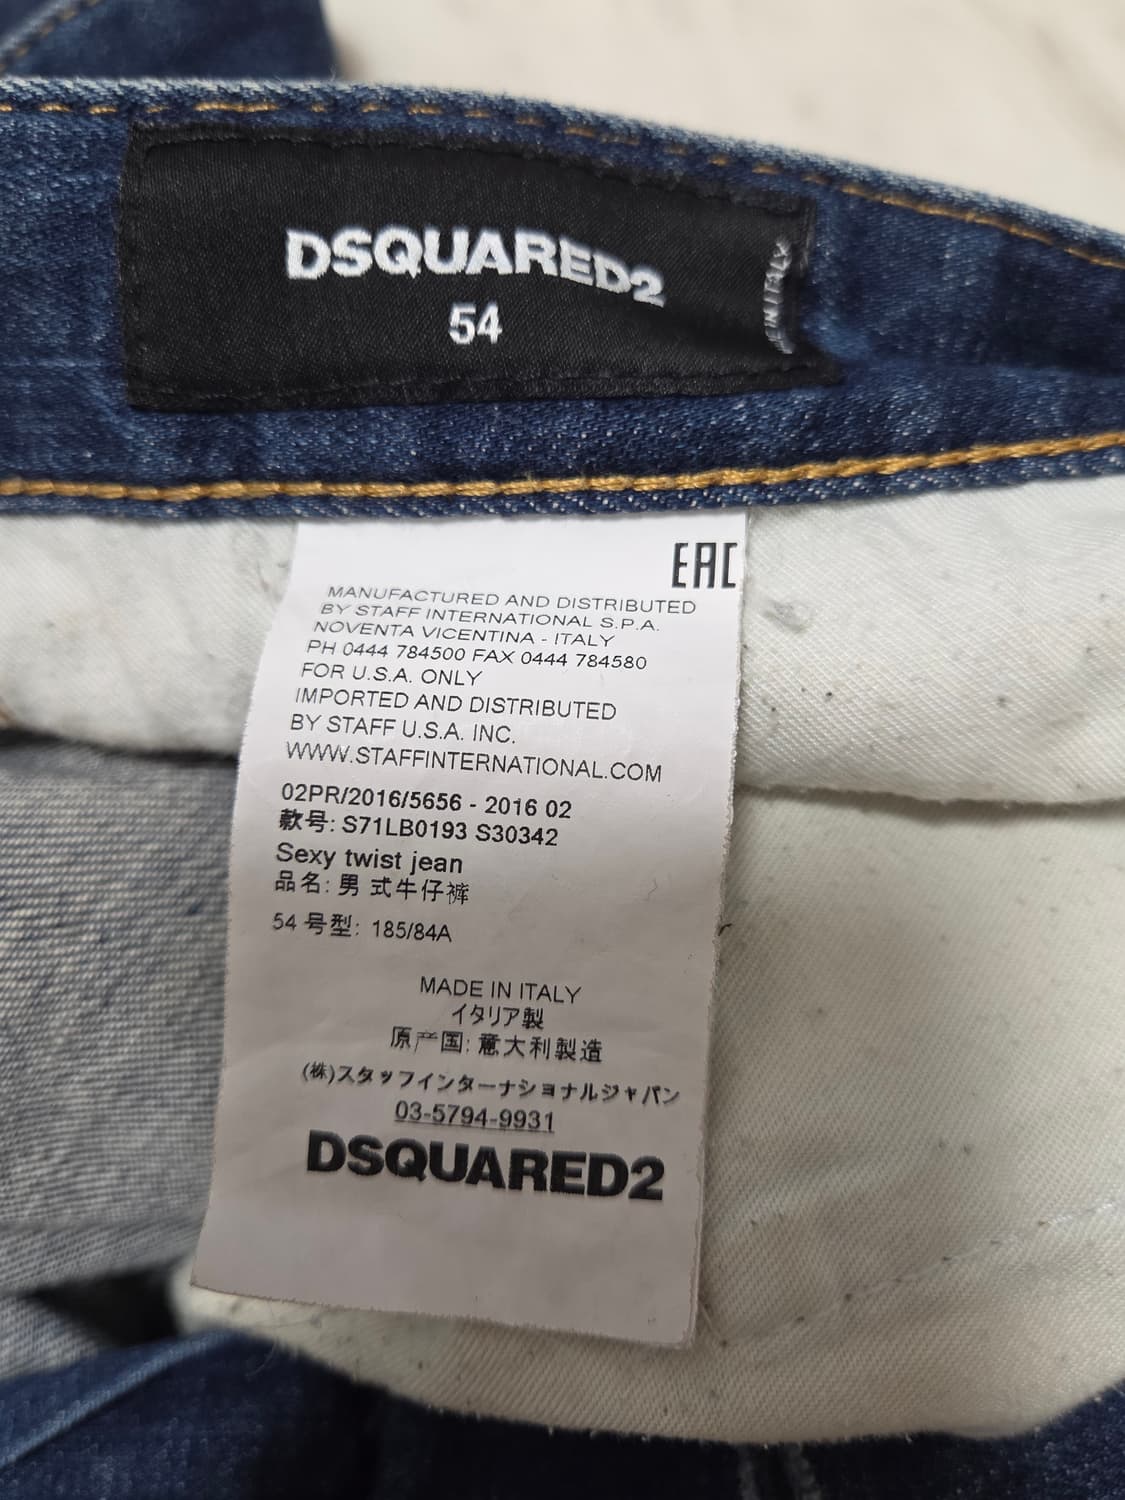 DSQUARED2
54
IN ITALY
EAC
MANUFACTURED AND DISTRIBUTED
BY STAFF INTERNATIONAL S.P.A.
NOVENTA VICENTINA - ITALY
PH 0444 784500 FAX 0444 784580
FOR U.S.A. ONLY
IMPORTED AND DISTRIBUTED
BY STAFF U.S.A. INC.
WWW.STAFFINTERNATIONAL.COM
02PR/2016/5656 - 2016 02
款号: S71LB0193 S30342
Sexy twist jean
品名: 男 式牛仔裤
54 号型: 185/84A
MADE IN ITALY
イタリア製
原产国: 意大利製造
(株)スタッフインターナショナルジャパン
03-5794-9931
DSQUARED2